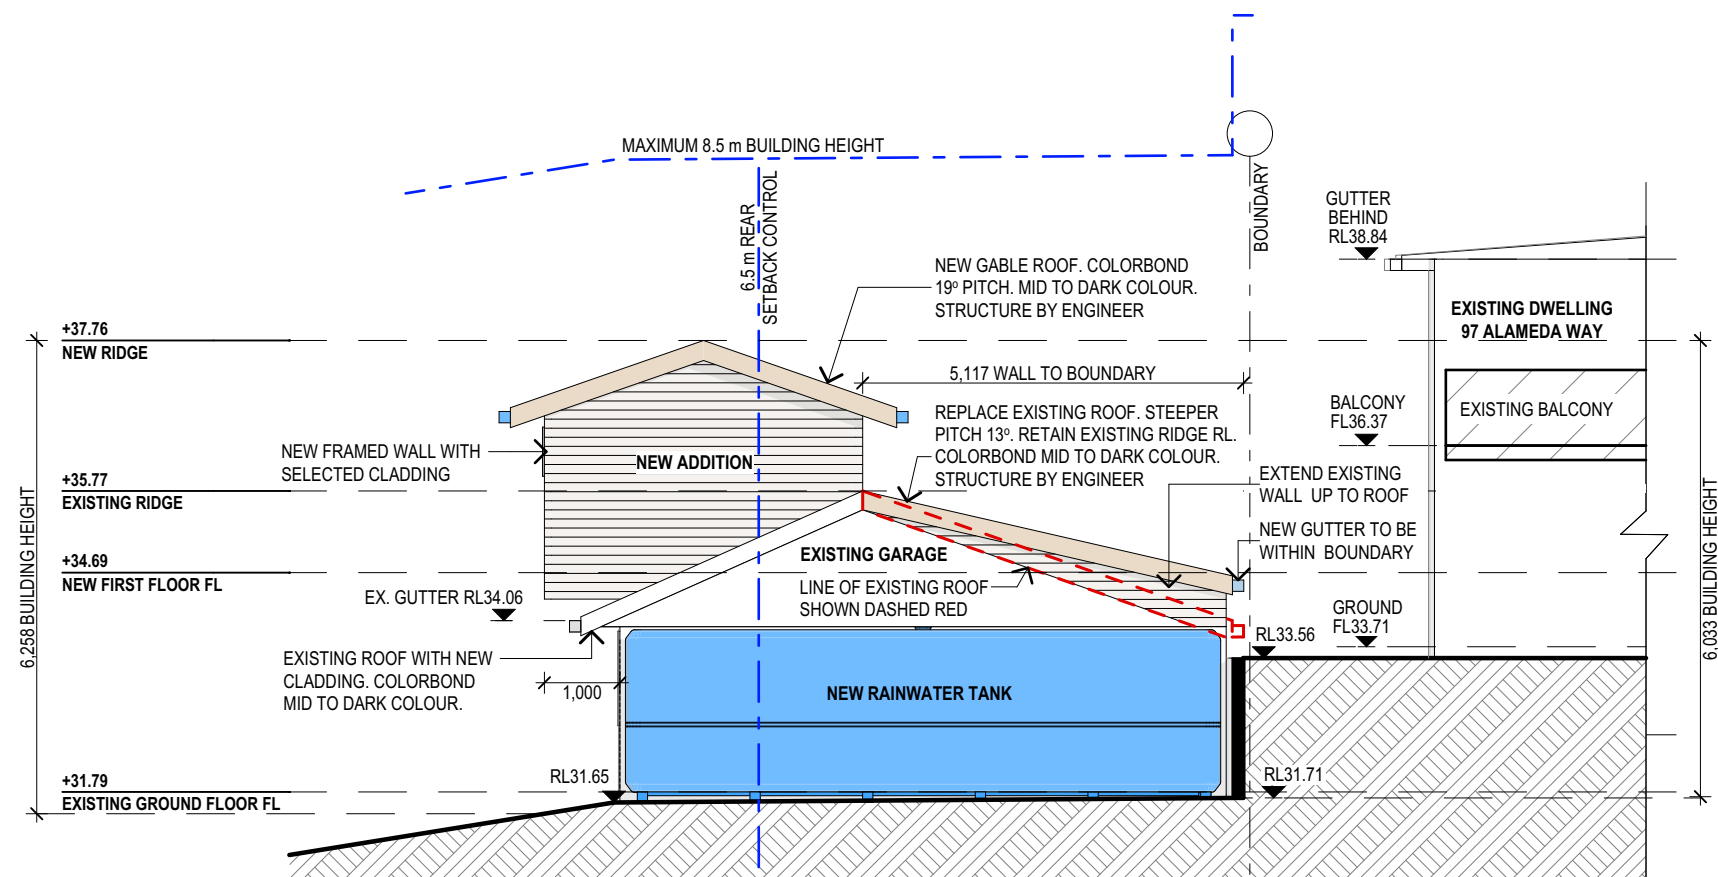 MAXIMUM 8.5 m BUILDING HEIGHT
6.5 m REAR
SETBACK CONTROL
BOUNDARY
GUTTER
BEHIND
RL38.84
NEW GABLE ROOF. COLORBOND
19º PITCH. MID TO DARK COLOUR.
STRUCTURE BY ENGINEER
EXISTING DWELLING
97 ALAMEDA WAY
+37.76
NEW RIDGE
5,117 WALL TO BOUNDARY
REPLACE EXISTING ROOF. STEEPER
PITCH 13º. RETAIN EXISTING RIDGE RL.
COLORBOND MID TO DARK COLOUR.
STRUCTURE BY ENGINEER
BALCONY
FL36.37
EXISTING BALCONY
NEW FRAMED WALL WITH
SELECTED CLADDING
NEW ADDITION
EXTEND EXISTING
WALL UP TO ROOF
+35.77
EXISTING RIDGE
NEW GUTTER TO BE
WITHIN BOUNDARY
6,258 BUILDING HEIGHT
6,033 BUILDING HEIGHT
EXISTING GARAGE
+34.69
NEW FIRST FLOOR FL
LINE OF EXISTING ROOF
SHOWN DASHED RED
EX. GUTTER RL34.06
GROUND
FL33.71
RL33.56
EXISTING ROOF WITH NEW
CLADDING. COLORBOND
MID TO DARK COLOUR.
1,000
NEW RAINWATER TANK
+31.79
EXISTING GROUND FLOOR FL
RL31.65
RL31.71